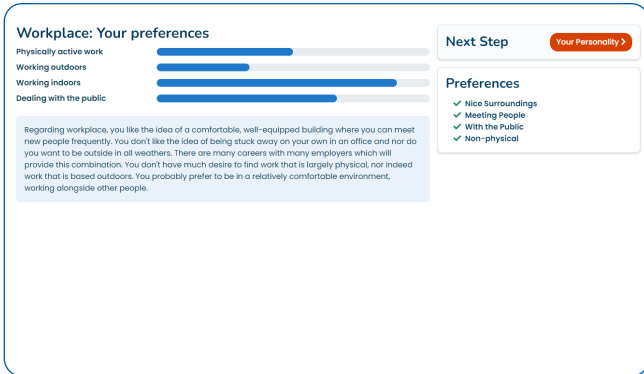 Workplace: Your preferences
Physically active work
Working outdoors
Working indoors
Dealing with the public
Regarding workplace, you like the idea of a comfortable, well-equipped building where you can meet
new people frequently. You don't like the idea of being stuck away on your own in an office and nor do
you want to be outside in all weathers. There are many careers with many employers which will
provide this combination. You don't have much desire to find work that is largely physical, nor indeed
work that is based outdoors. You probably prefer to be in a relatively comfortable environment,
working alongside other people.
Next Step
Your Personality
Preferences
Nice Surroundings
Meeting People
With the Public
Non-physical